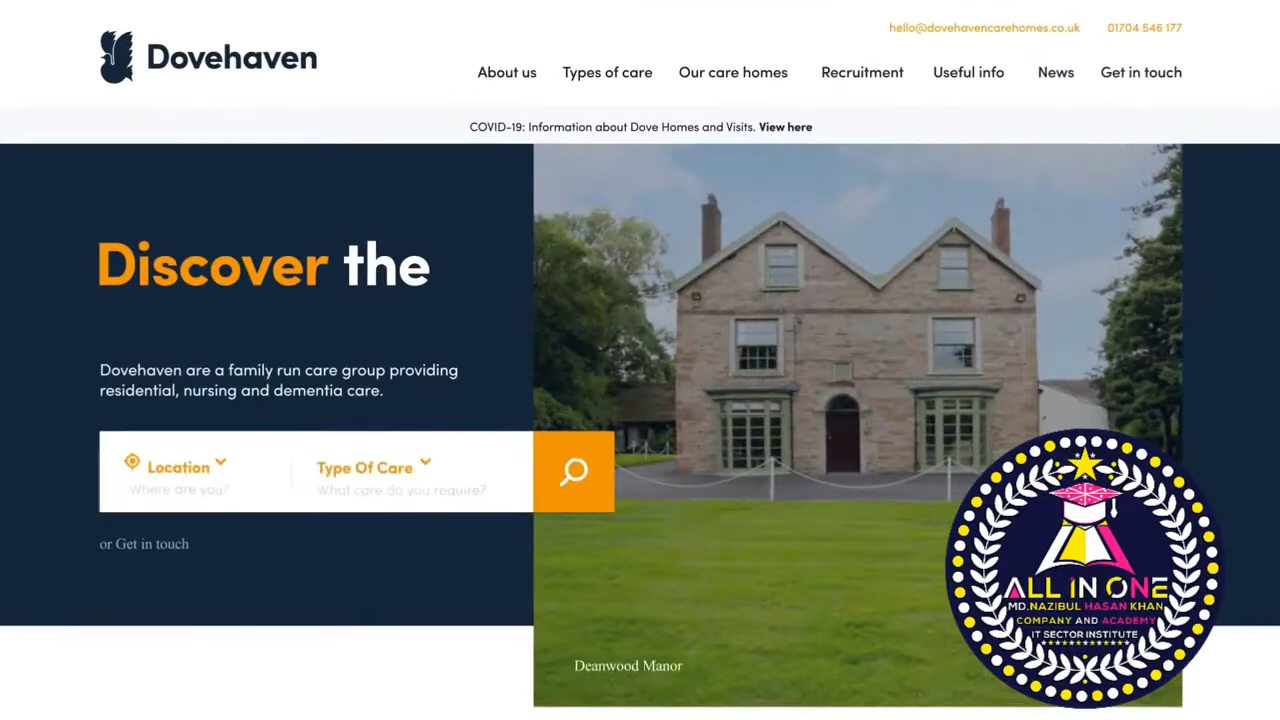 hello@dovehavencarehomes.co.uk 01704 546 177
Dovehaven
About us Types of care Our care homes Recruitment Useful info News Get in touch
COVID-19: Information about Dove Homes and Visits. View here
Discover the
Dovehaven are a family run care group providing
residential, nursing and dementia care.
Location Type Of Care
Where are you? What care do you require?
or Get in touch
Deanwood Manor
ALL IN ONE
MD.NAZIBUL HASAN KHAN
COMPANY AND ACADEMY
IT SECTOR INSTITUTE